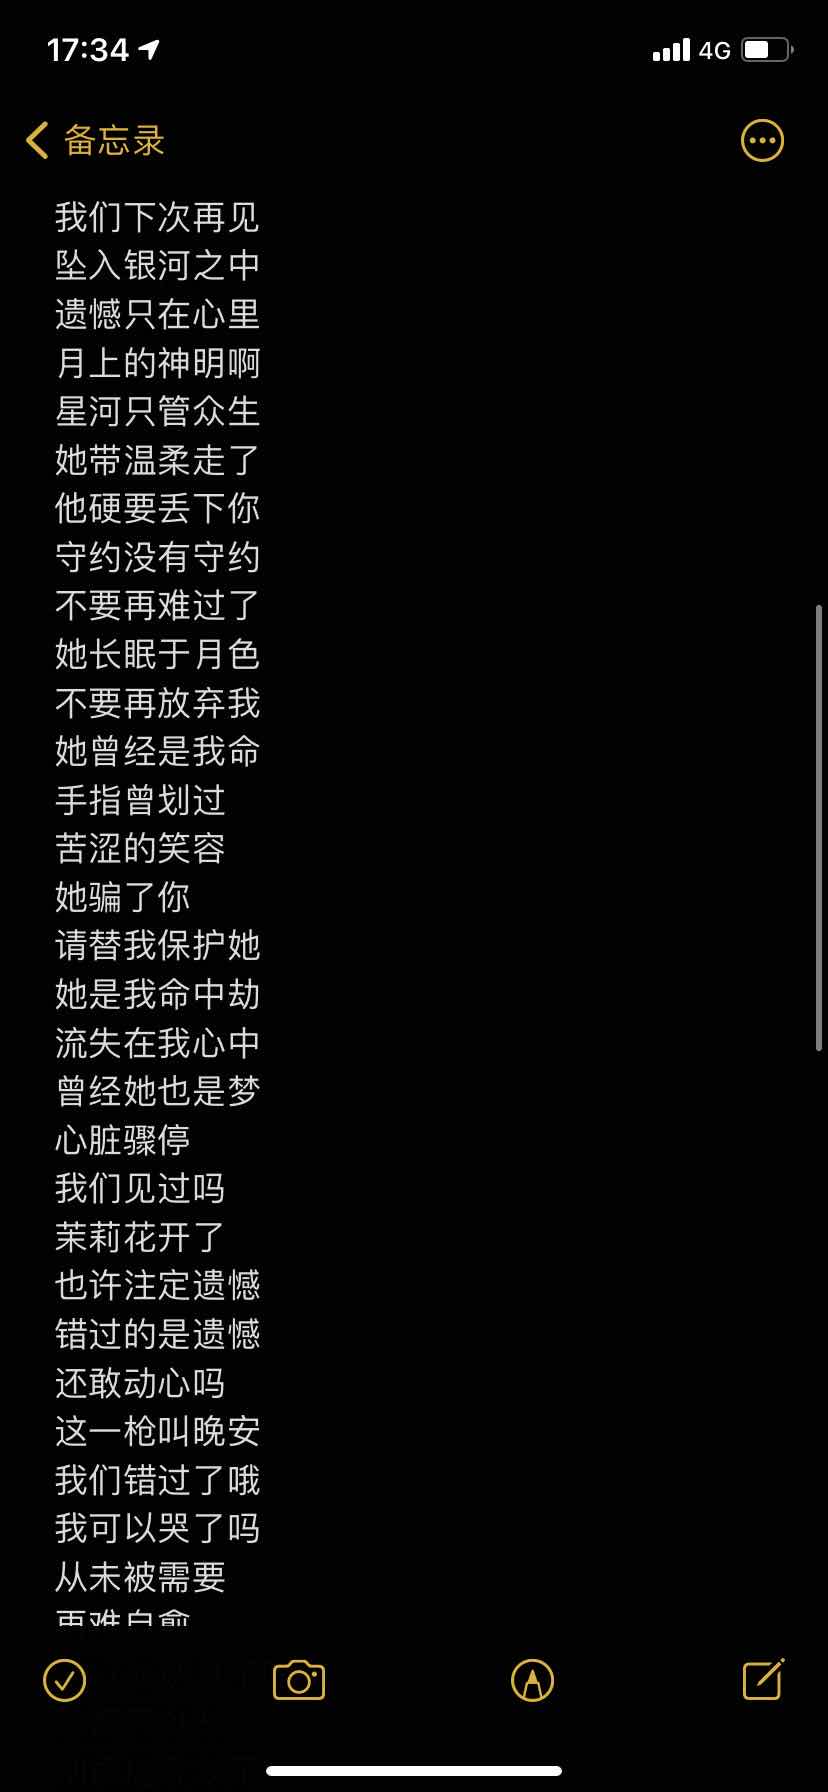 17:34
4G
备忘录
我们下次再见
坠入银河之中
遗憾只在心里
月上的神明啊
星河只管众生
她带温柔走了
他硬要丢下你
守约没有守约
不要再难过了
她长眠于月色
不要再放弃我
她曾经是我命
手指曾划过
苦涩的笑容
她骗了你
请替我保护她
她是我命中劫
流失在我心中
曾经她也是梦
心脏骤停
我们见过吗
茉莉花开了
也许注定遗憾
错过的是遗憾
还敢动心吗
这一枪叫晚安
我们错过了哦
我可以哭了吗
从未被需要
再难自愈